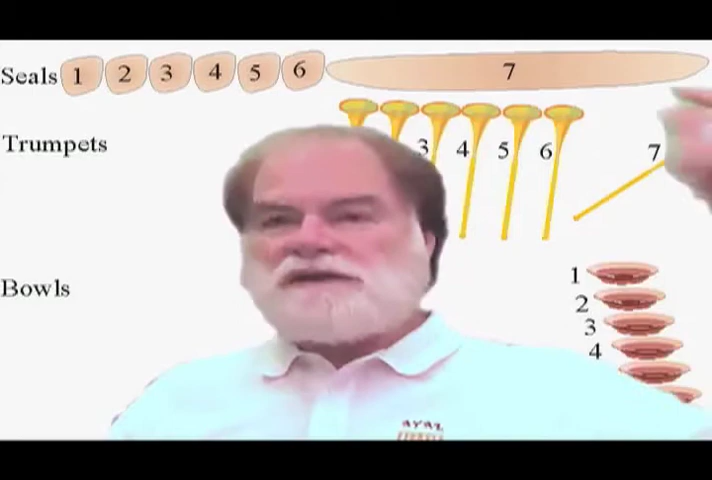 Seals 1 2 3 4 5 6 7
Trumpets 3 4 5 6 7
Bowls 1
2
3
4